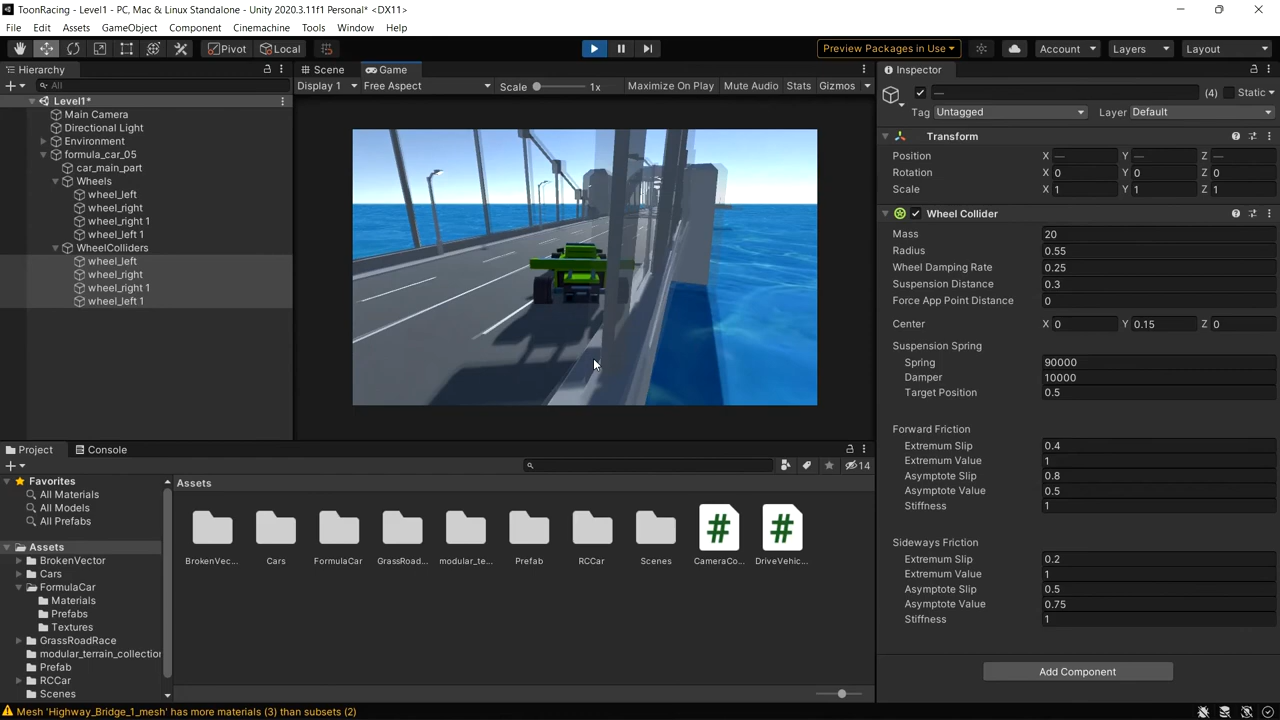 ToonRacing - Level1 - PC, Mac & Linux Standalone - Unity 2020.3.11f1 Personal* <DX11>
File Edit Assets GameObject Component Cinemachine Tools Window Help
Pivot Local Preview Packages in Use Account Layers Layout
Hierarchy
All
Level1*
Main Camera
Directional Light
Environment
formula_car_05
car_main_part
Wheels
wheel_left
wheel_right
wheel_right 1
wheel_left 1
WheelColliders
wheel_left
wheel_right
wheel_right 1
wheel_left 1
Scene Game
Display 1 Free Aspect Scale 1x Maximize On Play Mute Audio Stats Gizmos
Inspector
— (4) Static
Tag Untagged Layer Default
Transform
Position X — Y — Z —
Rotation X 0 Y 0 Z 0
Scale X 1 Y 1 Z 1
Wheel Collider
Mass 20
Radius 0.55
Wheel Damping Rate 0.25
Suspension Distance 0.3
Force App Point Distance 0
Center X 0 Y 0.15 Z 0
Suspension Spring
Spring 90000
Damper 10000
Target Position 0.5
Forward Friction
Extremum Slip 0.4
Extremum Value 1
Asymptote Slip 0.8
Asymptote Value 0.5
Stiffness 1
Sideways Friction
Extremum Slip 0.2
Extremum Value 1
Asymptote Slip 0.5
Asymptote Value 0.75
Stiffness 1
Add Component
Project Console
14
Favorites
All Materials
All Models
All Prefabs
Assets
BrokenVector
Cars
FormulaCar
Materials
Prefabs
Textures
GrassRoadRace
modular_terrain_collection
Prefab
RCCar
Scenes
Assets
BrokenVec... Cars FormulaCar GrassRoad... modular_te... Prefab RCCar Scenes CameraCo... DriveVehic...
Mesh 'Highway_Bridge_1_mesh' has more materials (3) than subsets (2)